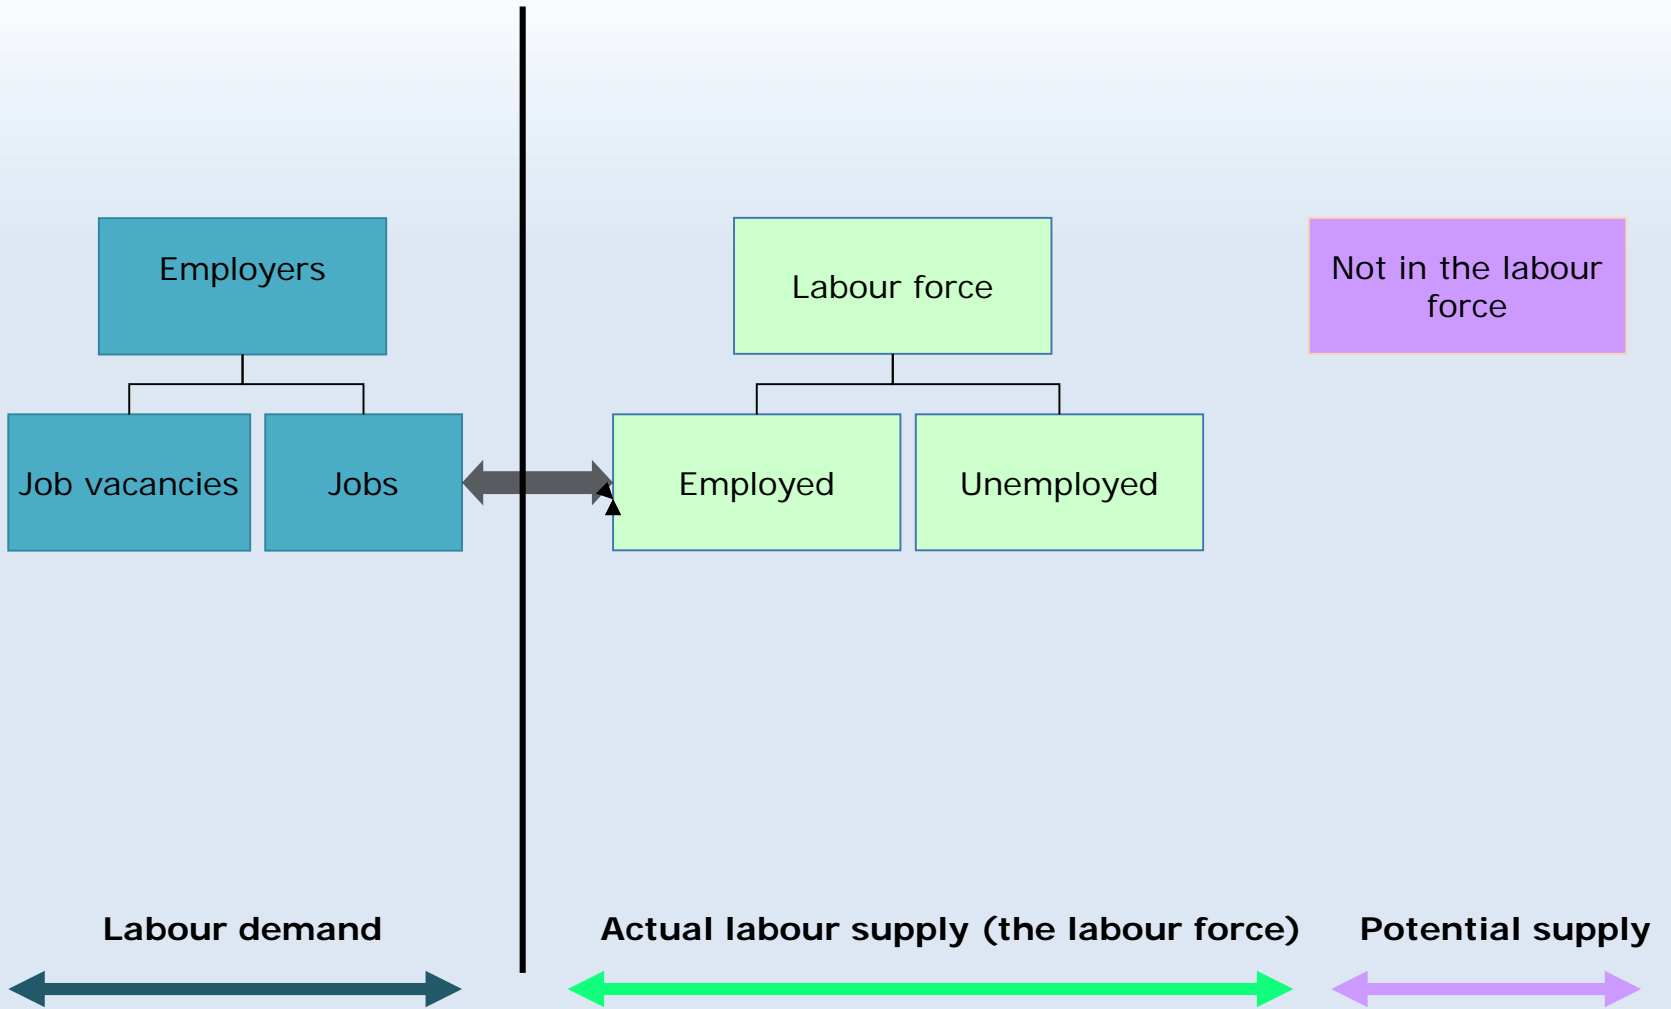 Employers
Labour force
Not in the labour
force
Job vacancies
Jobs
Employed
Unemployed
Labour demand
Actual labour supply (the labour force)
Potential supply